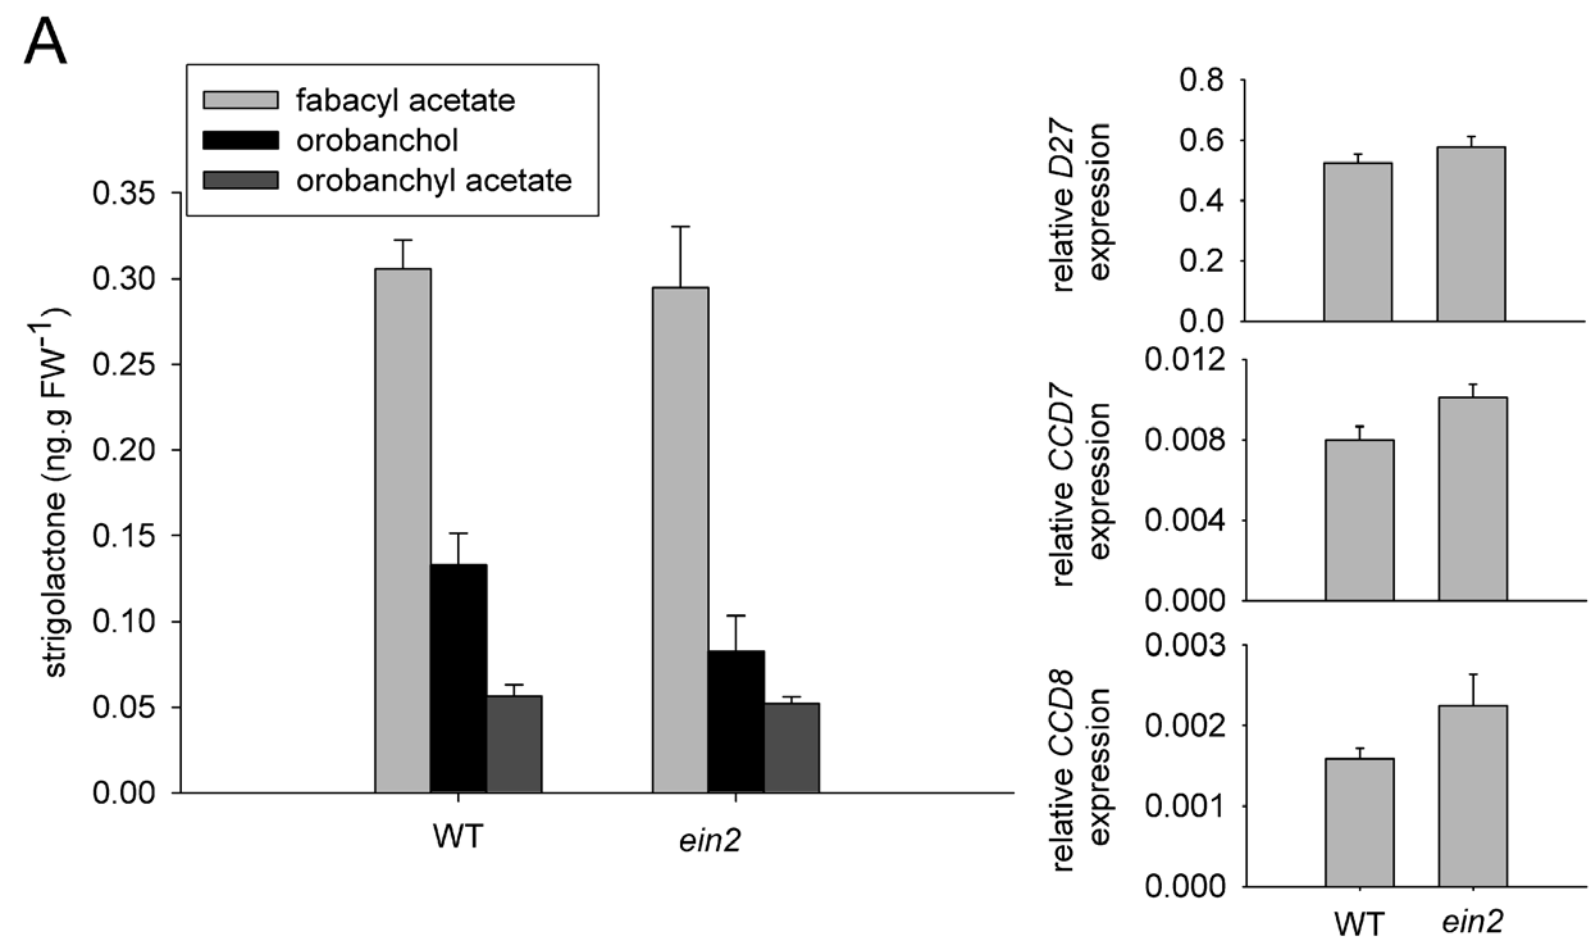 A
fabacyl acetate
orobanchol
orobanchyl acetate
strigolactone (ng.g FW-1)
0.35
0.30
0.25
0.20
0.15
0.10
0.05
0.00
WT
ein2
relative D27
expression
0.8
0.6
0.4
0.2
0.0
relative CCD7
expression
0.012
0.008
0.004
0.000
relative CCD8
expression
0.003
0.002
0.001
0.000
WT
ein2